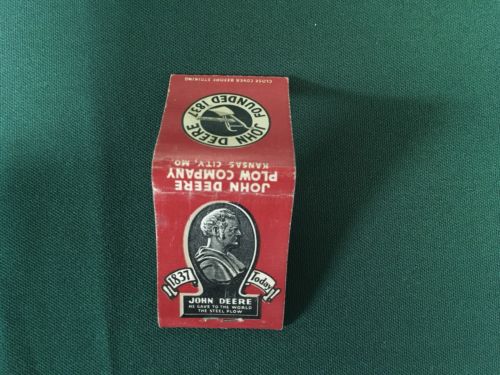 CLOSE COVER BEFORE STRIKING
JOHN DEERE
FOUNDED 1837
JOHN DEERE
PLOW COMPANY
KANSAS CITY, MO.
1837
Today
JOHN DEERE
HE GAVE TO THE WORLD
THE STEEL PLOW